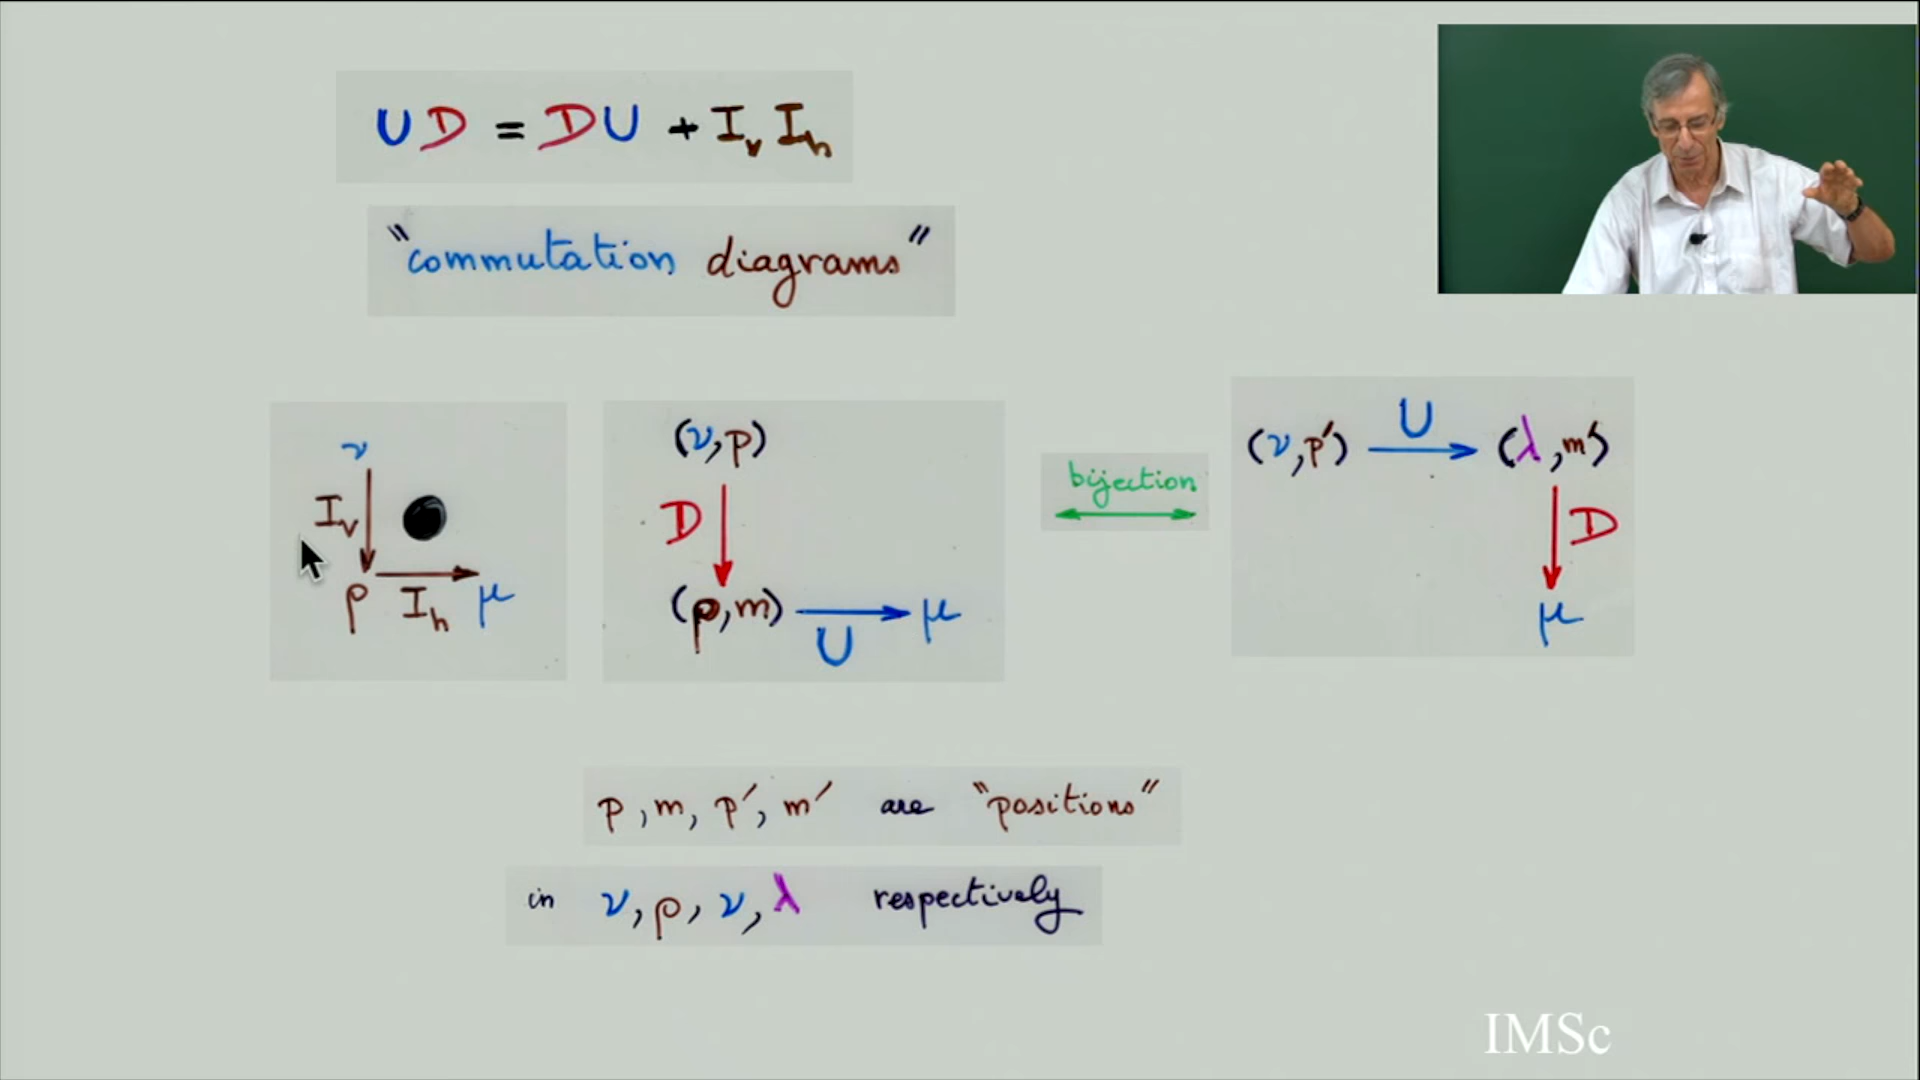 UD = DU + I_v I_h
"commutation diagrams"
ν
I_v
ρ I_h μ
(ν,p)
D
(ρ,m) U μ
bijection
(ν,p′) U (λ,m′)
D
μ
p, m, p′, m′ are "positions"
in ν, ρ, ν, λ respectively
IMSc